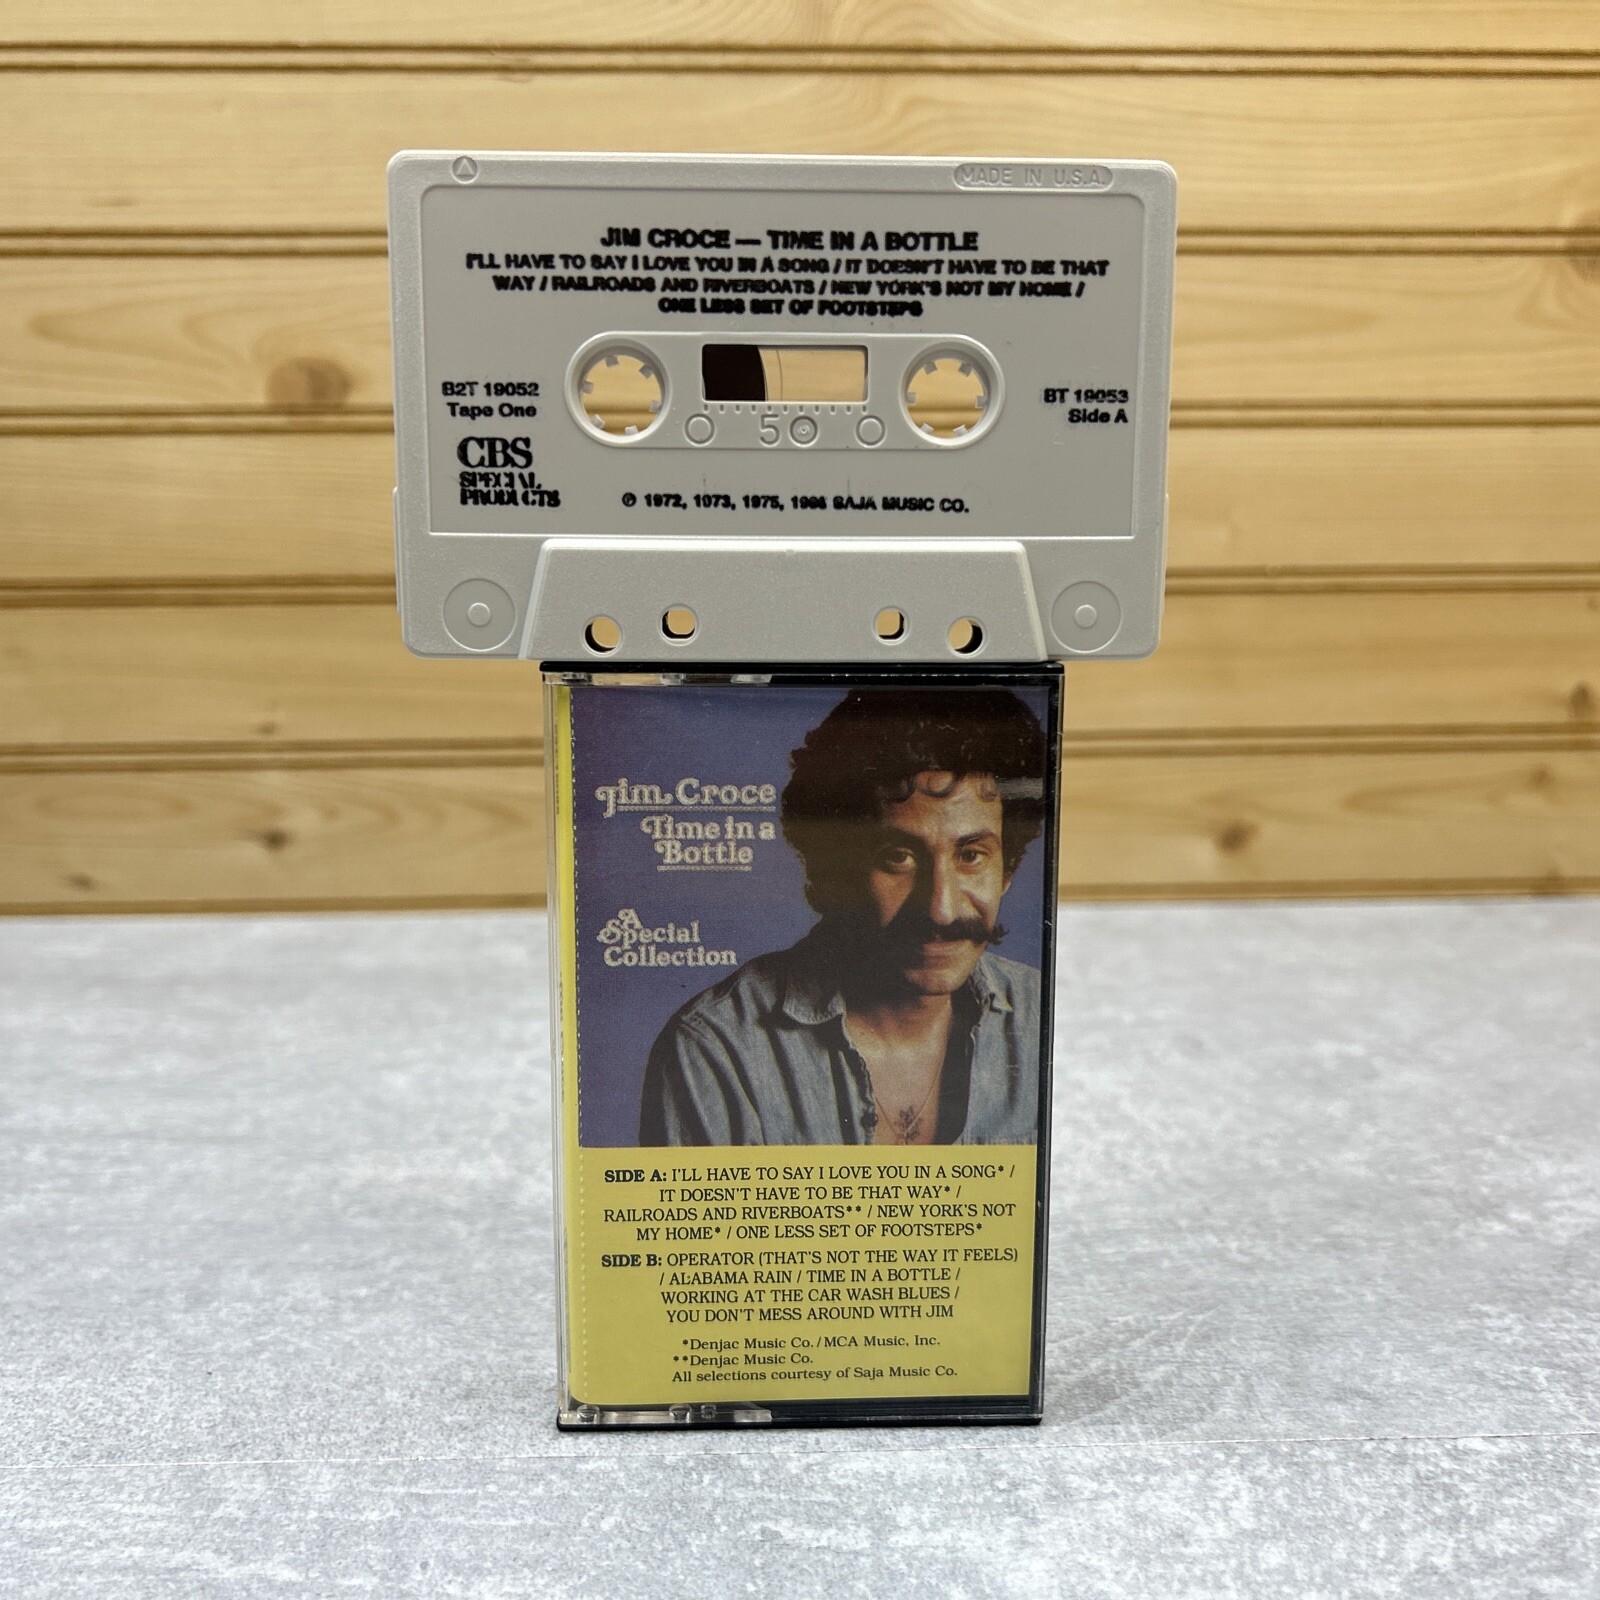 MADE IN U.S.A.
JIM CROCE — TIME IN A BOTTLE
I'LL HAVE TO SAY I LOVE YOU IN A SONG / IT DOESN'T HAVE TO BE THAT
WAY / RAILROADS AND RIVERBOATS / NEW YORK'S NOT MY HOME /
ONE LESS SET OF FOOTSTEPS
B2T 19052
Tape One
BT 19053
Side A
50
CBS
SPECIAL
PRODUCTS
℗ 1972, 1973, 1975, SAJA MUSIC CO.
Jim Croce
Time in a
Bottle
A
Special
Collection
SIDE A: I'LL HAVE TO SAY I LOVE YOU IN A SONG* /
IT DOESN'T HAVE TO BE THAT WAY* /
RAILROADS AND RIVERBOATS** / NEW YORK'S NOT
MY HOME* / ONE LESS SET OF FOOTSTEPS*
SIDE B: OPERATOR (THAT'S NOT THE WAY IT FEELS)
/ ALABAMA RAIN / TIME IN A BOTTLE /
WORKING AT THE CAR WASH BLUES /
YOU DON'T MESS AROUND WITH JIM
*Denjac Music Co./MCA Music, Inc.
**Denjac Music Co.
All selections courtesy of Saja Music Co.